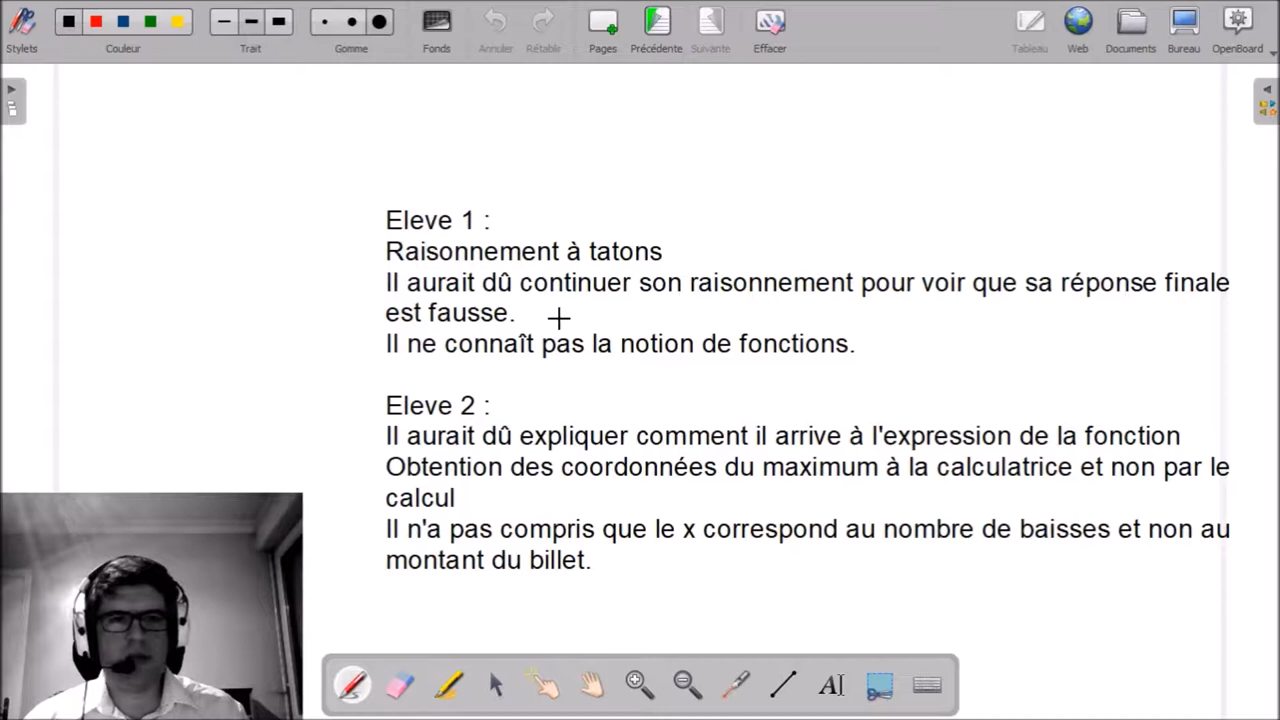 Stylets Couleur Trait Gomme Fonds Annuler Rétablir Pages Précédente Suivante Effacer Tableau Web Documents Bureau OpenBoard
Eleve 1 :
Raisonnement à tatons
Il aurait dû continuer son raisonnement pour voir que sa réponse finale
est fausse.
Il ne connaît pas la notion de fonctions.
Eleve 2 :
Il aurait dû expliquer comment il arrive à l'expression de la fonction
Obtention des coordonnées du maximum à la calculatrice et non par le
calcul
Il n'a pas compris que le x correspond au nombre de baisses et non au
montant du billet.
AI